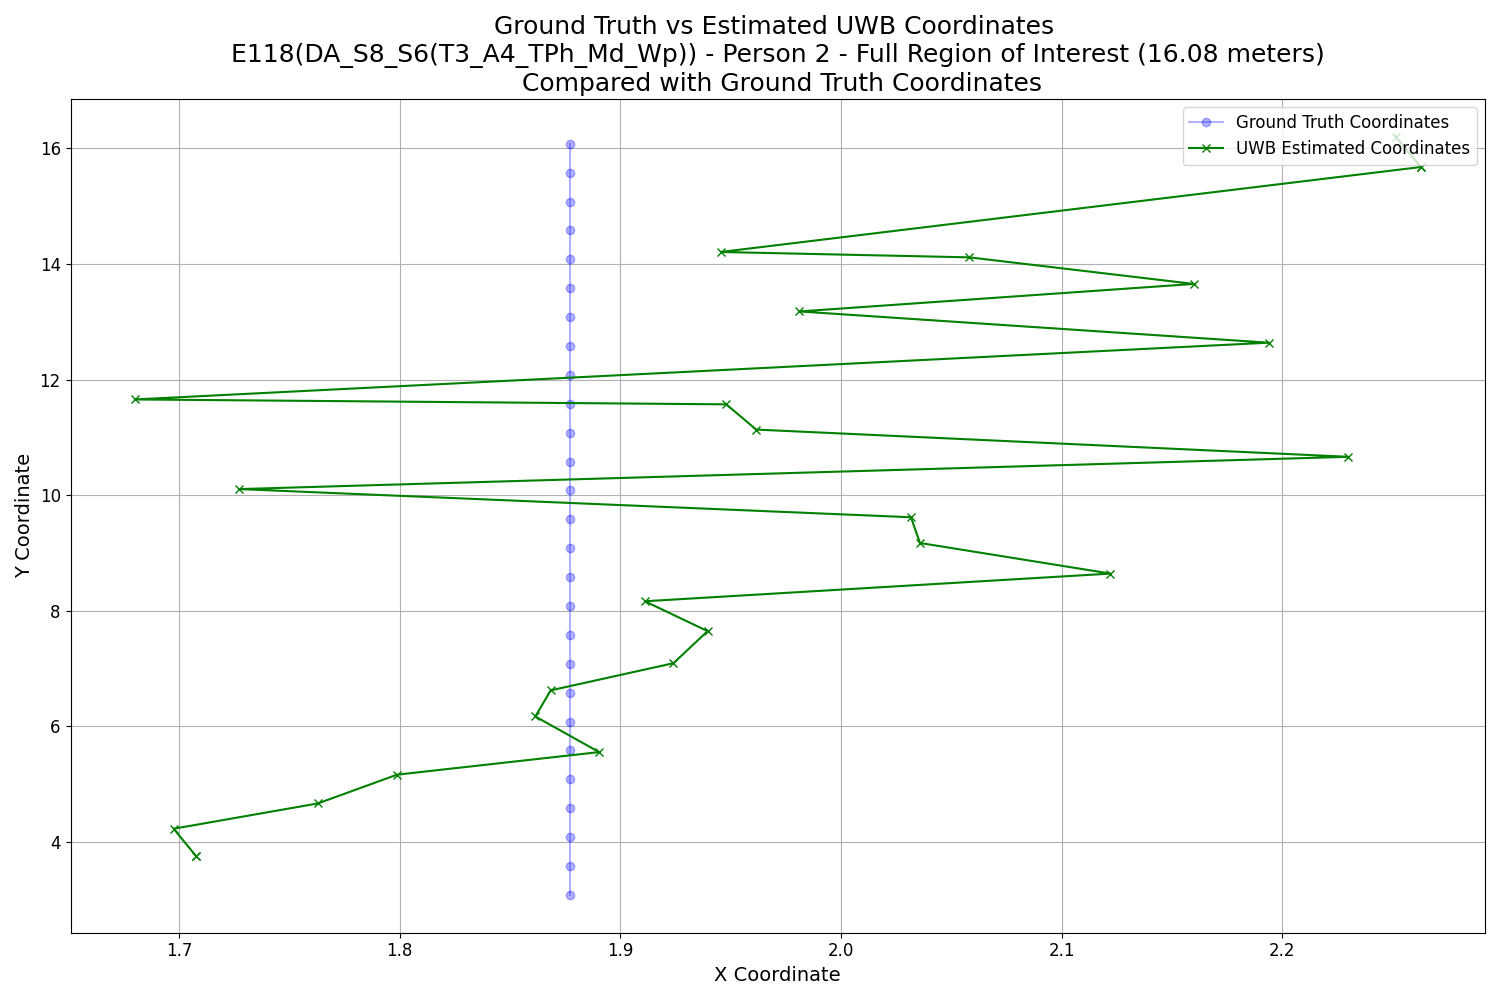 Ground Truth vs Estimated UWB Coordinates
E118(DA_S8_S6(T3_A4_TPh_Md_Wp)) - Person 2 - Full Region of Interest (16.08 meters)
Compared with Ground Truth Coordinates
Ground Truth Coordinates
UWB Estimated Coordinates
Y Coordinate
16
14
12
10
8
6
4
1.7 1.8 1.9 2.0 2.1 2.2
X Coordinate